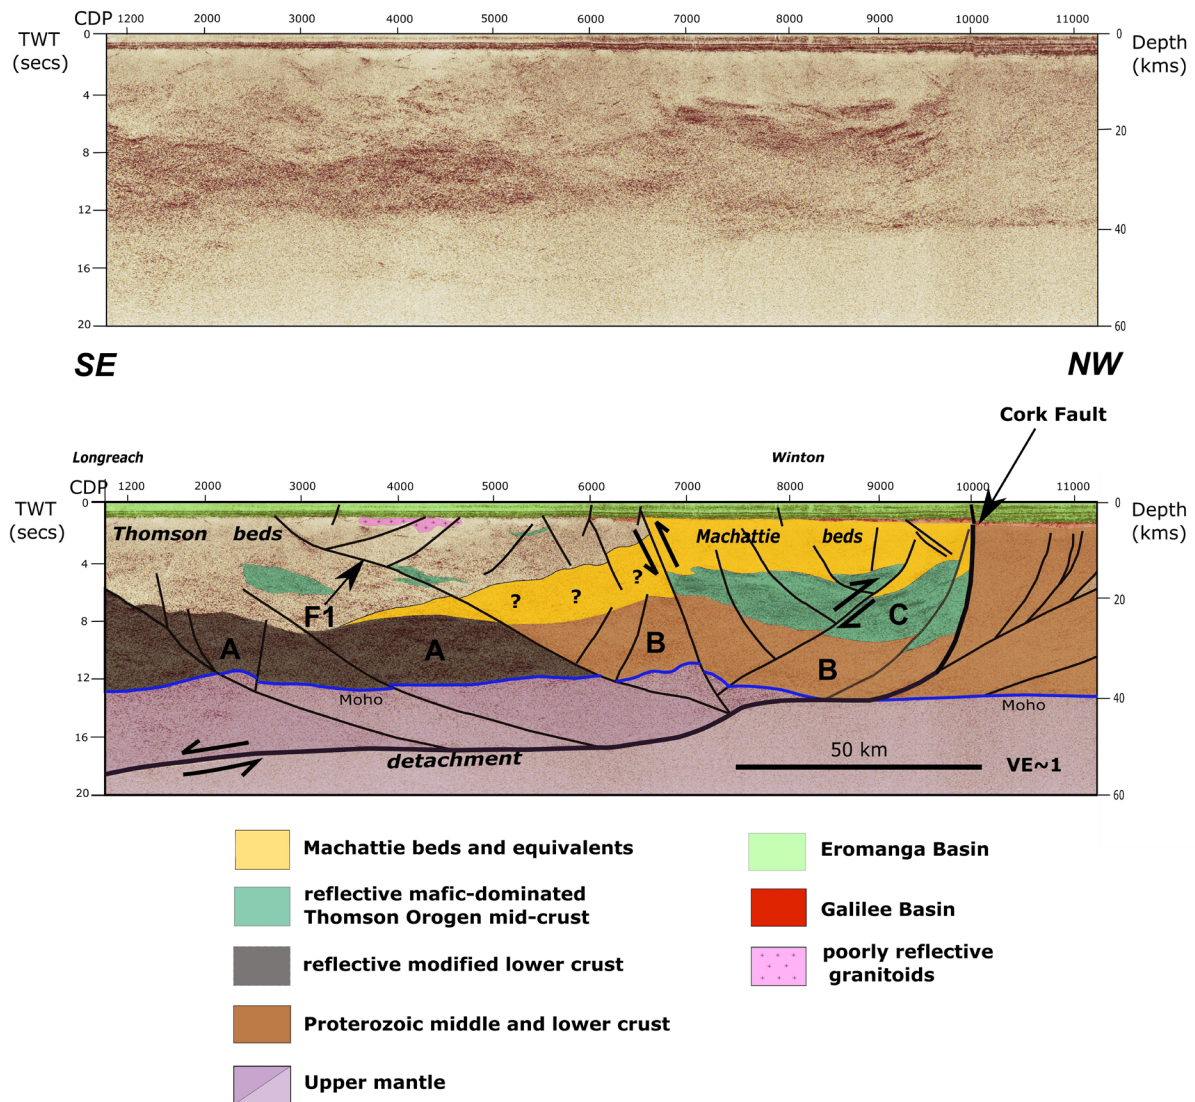 CDP 1200 2000 3000 4000 5000 6000 7000 8000 9000 10000 11000
TWT
(secs)
0
4
8
12
16
20
Depth
(kms)
0
20
40
60
SE
NW
Cork Fault
Longreach
Winton
CDP 1200 2000 3000 4000 5000 6000 7000 8000 9000 10000 11000
TWT
(secs)
0
4
8
12
16
20
Depth
(kms)
0
20
40
60
Thomson beds
Machattie beds
?
?
?
F1
C
A
A
B
B
Moho
Moho
detachment
50 km
VE~1
Machattie beds and equivalents
reflective mafic-dominated
Thomson Orogen mid-crust
reflective modified lower crust
Proterozoic middle and lower crust
Upper mantle
Eromanga Basin
Galilee Basin
poorly reflective
granitoids